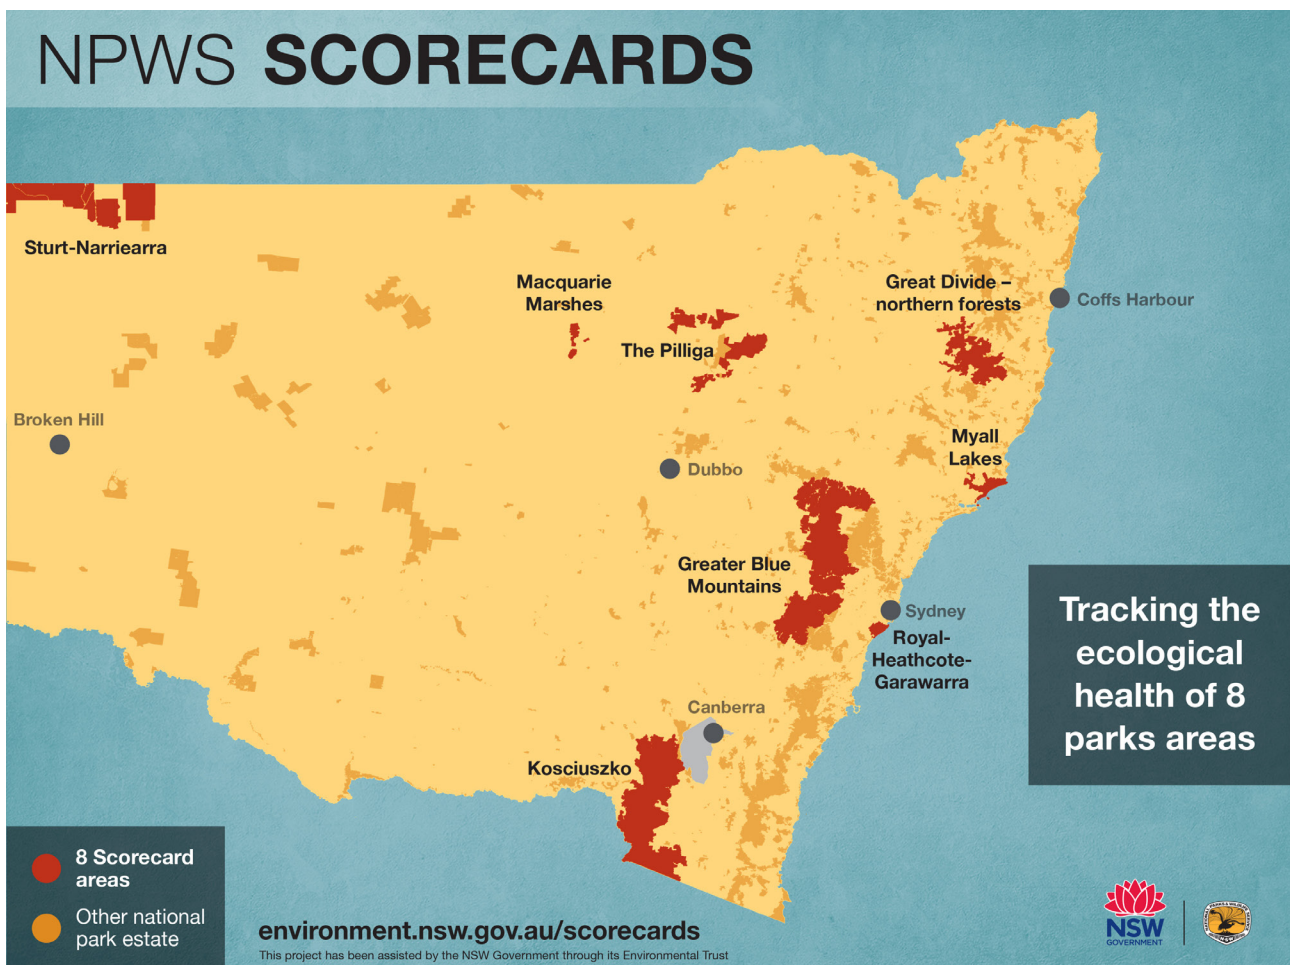 NPWS SCORECARDS
Sturt-Narriearra
Macquarie
Marshes
Great Divide –
northern forests
Coffs Harbour
The Pilliga
Broken Hill
Myall
Lakes
Dubbo
Greater Blue
Mountains
Sydney
Royal-
Heathcote-
Garawarra
Tracking the
ecological
health of 8
parks areas
Canberra
Kosciuszko
8 Scorecard
areas
Other national
park estate
environment.nsw.gov.au/scorecards
This project has been assisted by the NSW Government through its Environmental Trust
NSW
GOVERNMENT